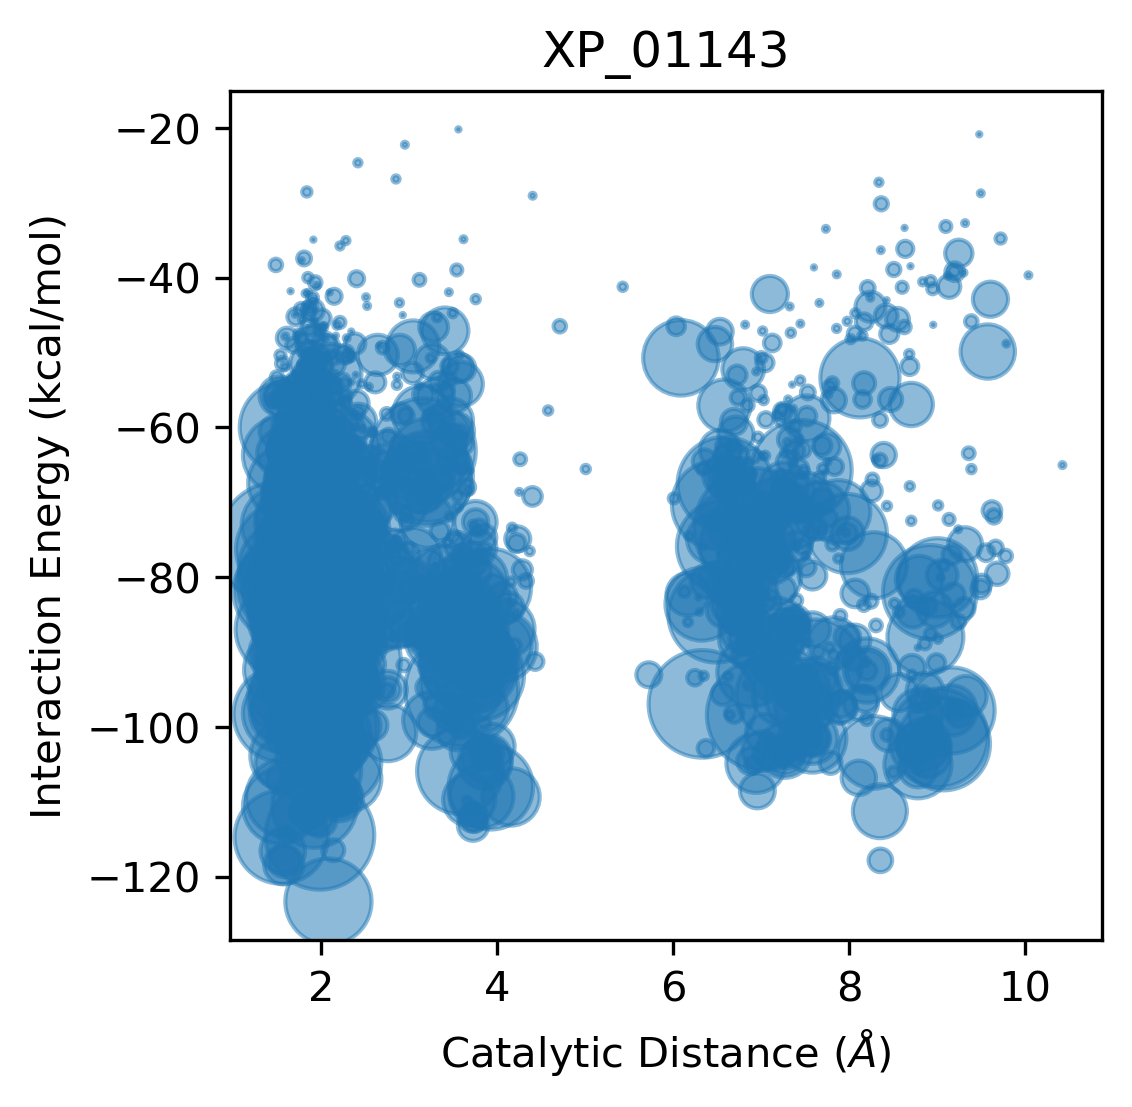 XP_01143
−20
−40
−60
−80
−100
−120
Interaction Energy (kcal/mol)
2 4 6 8 10
Catalytic Distance (Å)